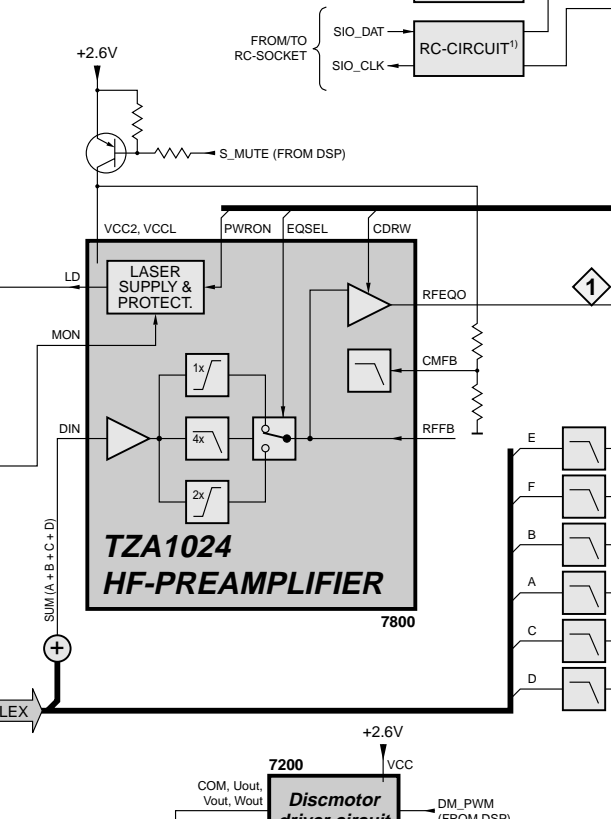 FROM/TO
RC-SOCKET
SIO_DAT
SIO_CLK
RC-CIRCUIT1)
+2.6V
S_MUTE (FROM DSP)
VCC2, VCCL
PWRON
EQSEL
CDRW
LD
LASER
SUPPLY &
PROTECT.
RFEQO
1
MON
1x
CMFB
DIN
4x
RFFB
2x
E
F
B
A
C
D
SUM (A + B + C + D)
TZA1024
HF-PREAMPLIFIER
7800
+
LEX
+2.6V
7200
VCC
COM, Uout,
Vout, Wout
Discmotor
driver circuit
DM_PWM
(FROM DSP)